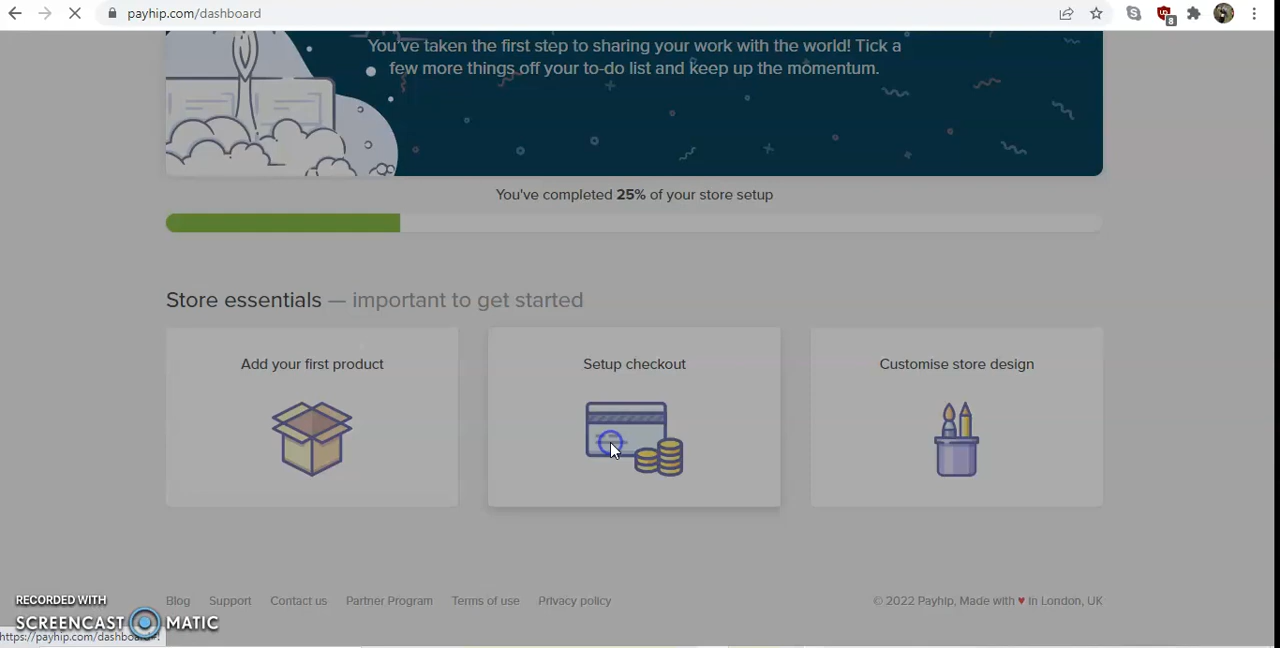 payhip.com/dashboard
8
You've taken the first step to sharing your work with the world! Tick a
few more things off your to-do list and keep up the momentum.
You've completed 25% of your store setup
Store essentials — important to get started
Add your first product
Setup checkout
Customise store design
Blog Support Contact us Partner Program Terms of use Privacy policy
© 2022 Payhip, Made with ♥ in London, UK
RECORDED WITH
SCREENCAST MATIC
https://payhip.com/dashboard#!